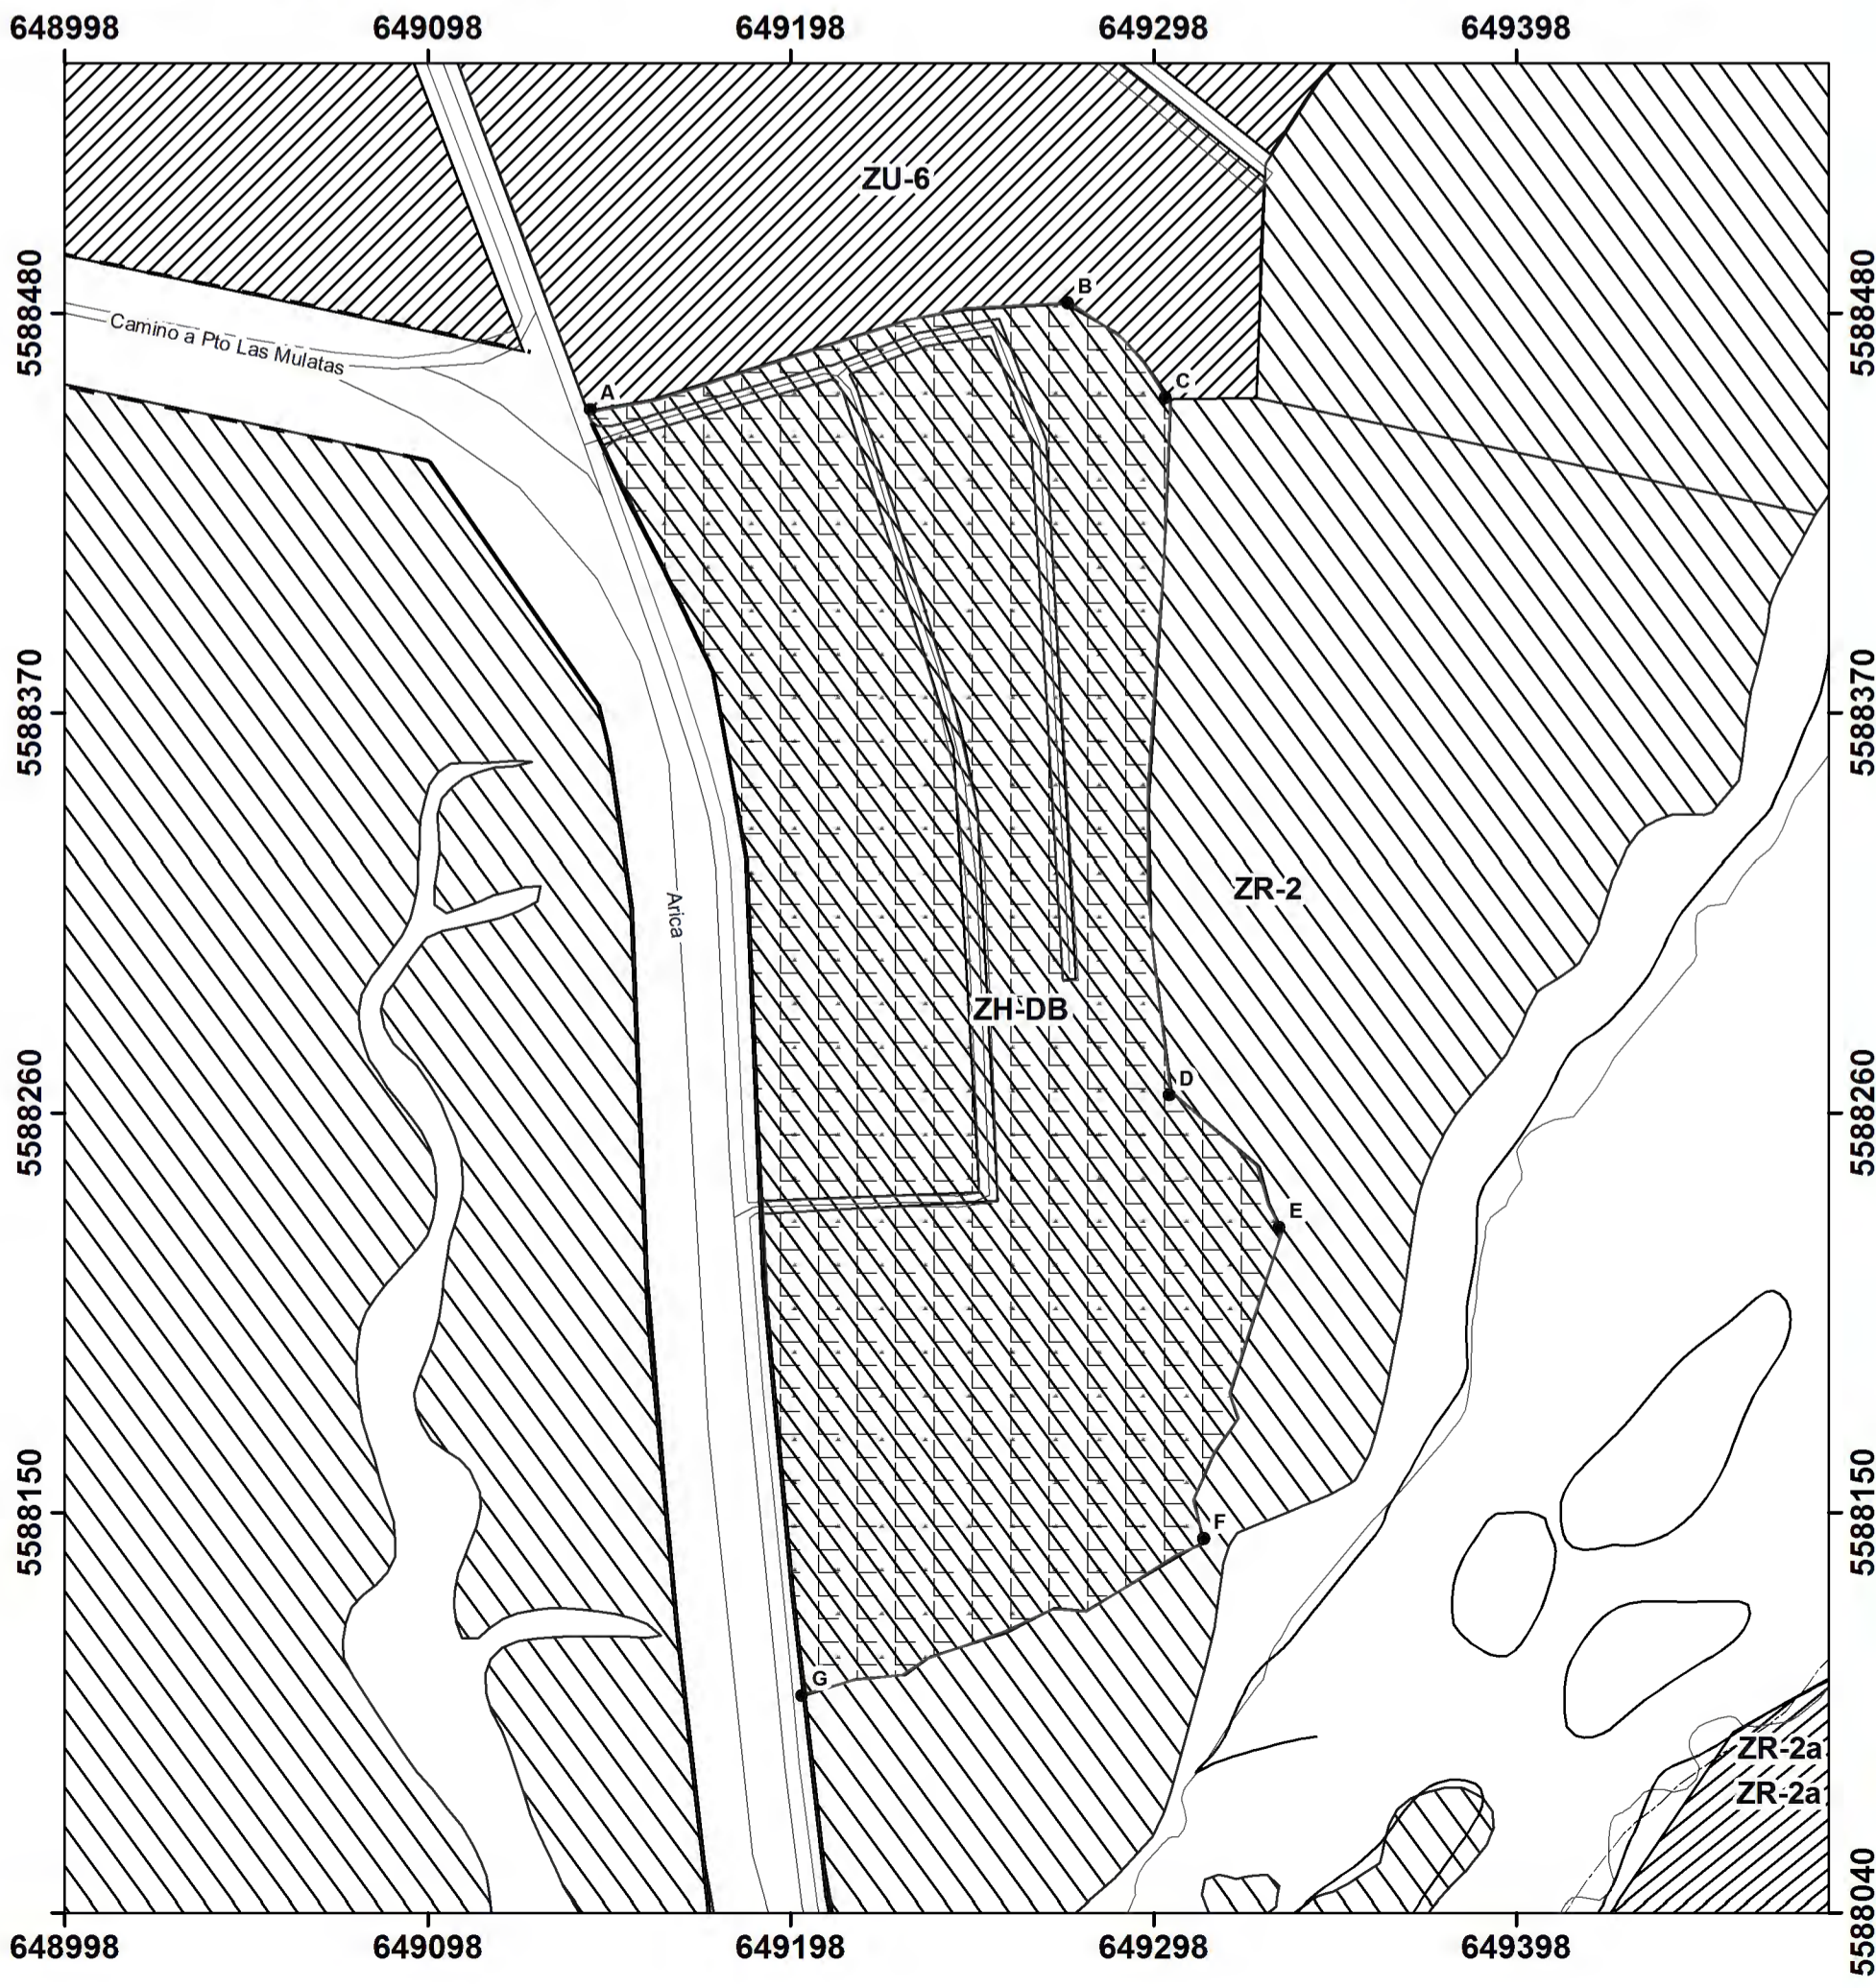 648998 649098 649198 649298 649398
ZU-6
5588480 5588480
B
Camino a Pto Las Mulatas
A
C
5588370 5588370
Arica
ZR-2
ZH-DB
D
5588260 5588260
E
5588150 5588150
F
G
ZR-2a
ZR-2a
5588040
648998 649098 649198 649298 649398